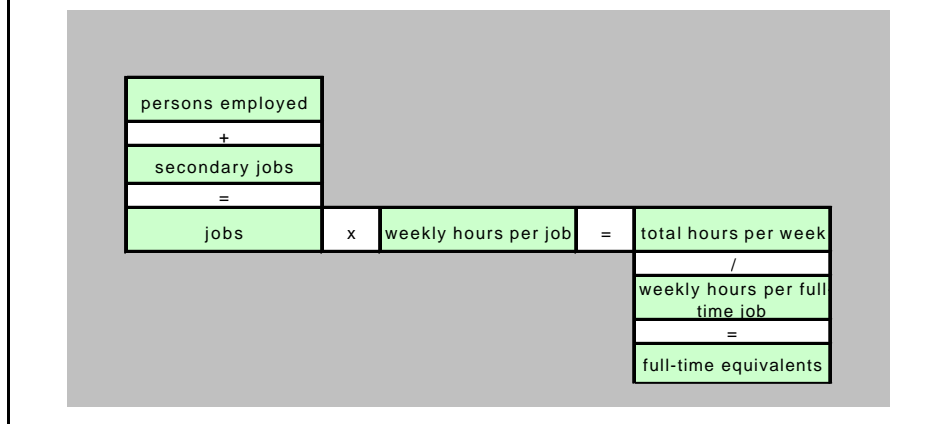 persons employed
+
secondary jobs
=
jobs x weekly hours per job = total hours per week
/
weekly hours per full
time job
=
full-time equivalents